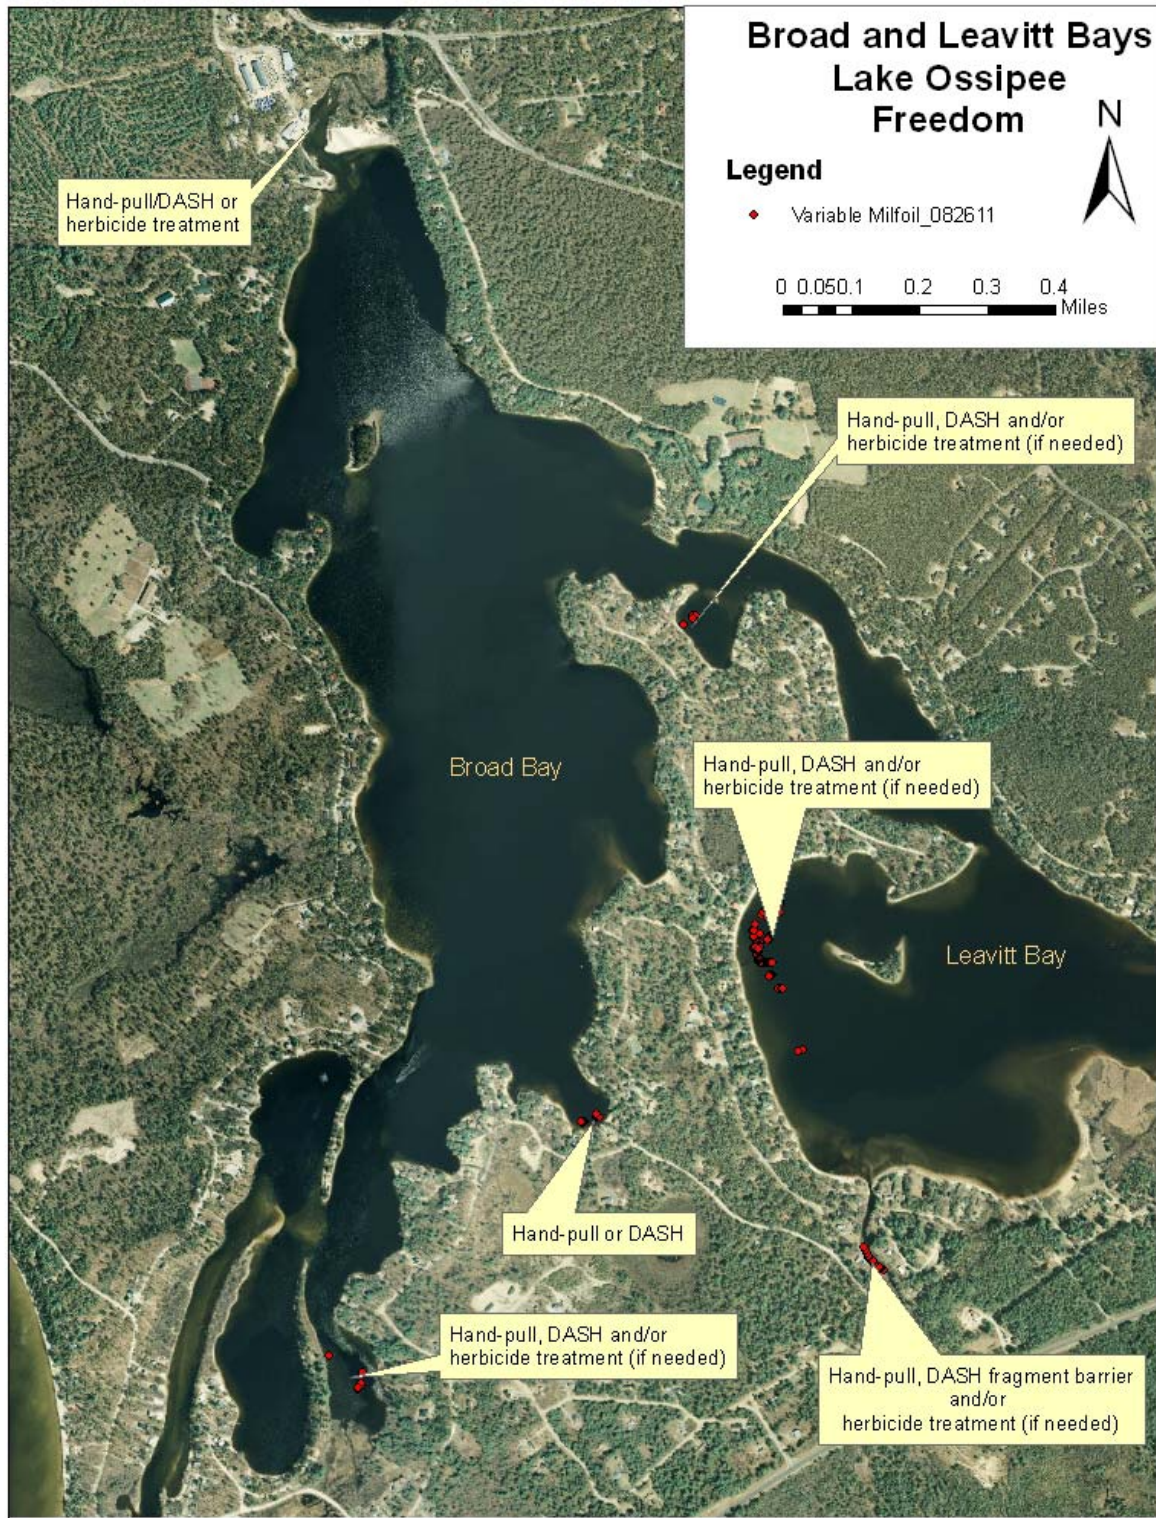 Broad and Leavitt Bays
Lake Ossipee
Freedom
N
Legend
Variable Milfoil_082611
0 0.050.1 0.2 0.3 0.4
Miles
Hand-pull/DASH or
herbicide treatment
Hand-pull, DASH and/or
herbicide treatment (if needed)
Hand-pull, DASH and/or
herbicide treatment (if needed)
Broad Bay
Leavitt Bay
Hand-pull or DASH
Hand-pull, DASH and/or
herbicide treatment (if needed)
Hand-pull, DASH fragment barrier
and/or
herbicide treatment (if needed)